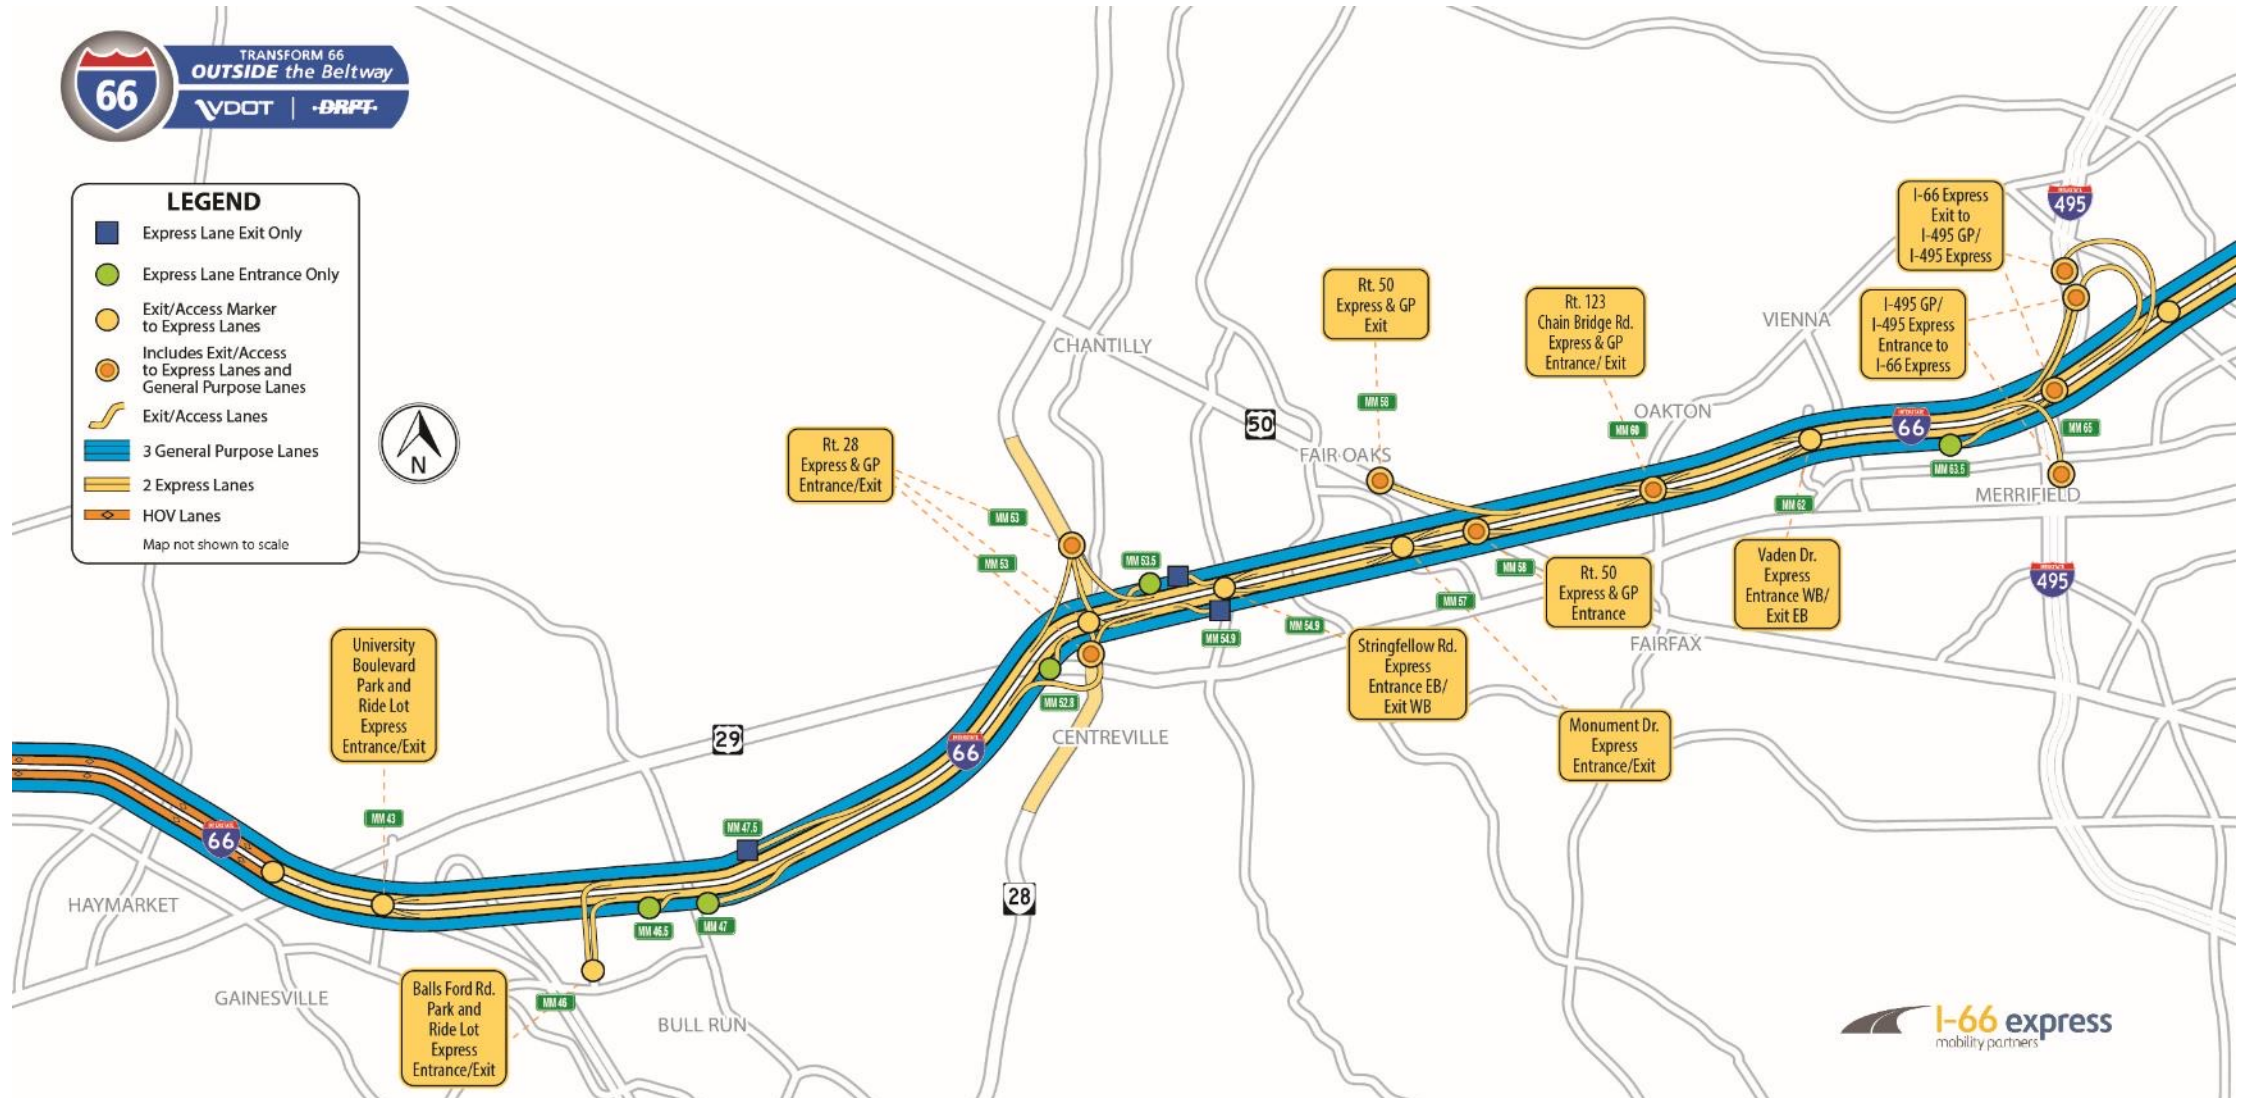 TRANSFORM 66
OUTSIDE the Beltway
66
VDOT | DRPT
LEGEND
Express Lane Exit Only
Express Lane Entrance Only
Exit/Access Marker
to Express Lanes
Includes Exit/Access
to Express Lanes and
General Purpose Lanes
Exit/Access Lanes
3 General Purpose Lanes
2 Express Lanes
HOV Lanes
Map not shown to scale
N
I-66 Express
Exit to
I-495 GP/
I-495 Express
495
I-495 GP/
I-495 Express
Entrance to
I-66 Express
Rt. 50
Express & GP
Exit
Rt. 123
Chain Bridge Rd.
Express & GP
Entrance/ Exit
VIENNA
CHANTILLY
MM 58
OAKTON
MM 60
50
66
MM 65
FAIR OAKS
Rt. 28
Express & GP
Entrance/Exit
MM 63.5
MERRIFIELD
MM 62
MM 53
MM 53
MM 53.5
Vaden Dr.
Express
Entrance WB/
Exit EB
MM 58
Rt. 50
Express & GP
Entrance
495
MM 57
MM 54.9
MM 54.9
FAIRFAX
Stringfellow Rd.
Express
Entrance EB/
Exit WB
University
Boulevard
Park and
Ride Lot
Express
Entrance/Exit
MM 52.8
Monument Dr.
Express
Entrance/Exit
29
CENTREVILLE
66
MM 43
MM 47.5
66
28
HAYMARKET
MM 46.5
MM 47
GAINESVILLE
Balls Ford Rd.
Park and
Ride Lot
Express
Entrance/Exit
MM 46
BULL RUN
I-66 express
mobility partners